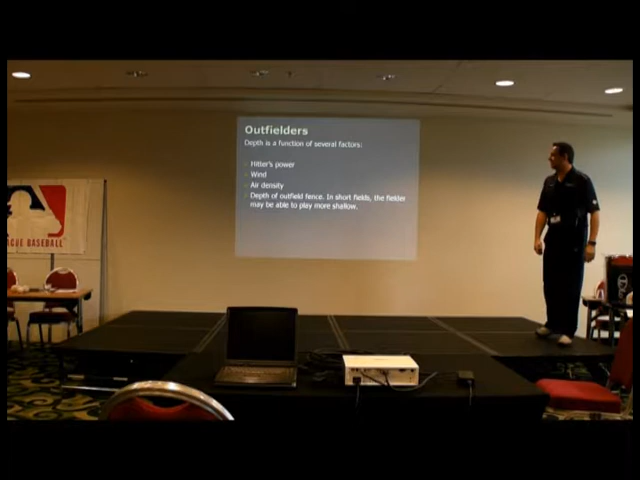 Outfielders
Depth is a function of several factors:
Hitter's power
Wind
Air density
Depth of outfield fence. In short fields, the fielder
may be able to play more shallow.
AGUE BASEBALL